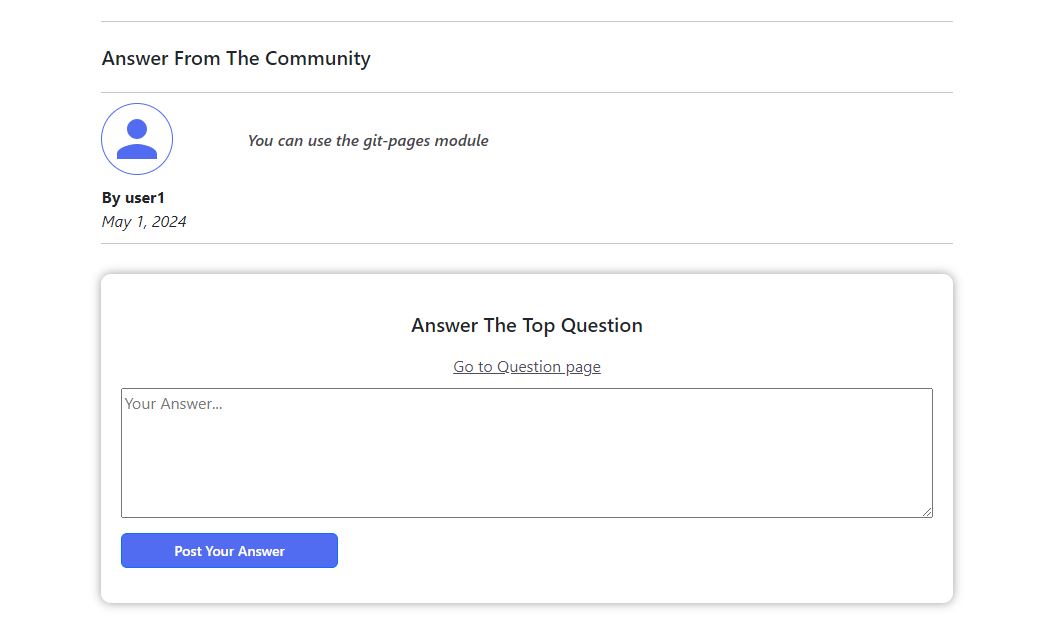 Answer From The Community
You can use the git-pages module
By user1
May 1, 2024
Answer The Top Question
Go to Question page
Your Answer...
Post Your Answer